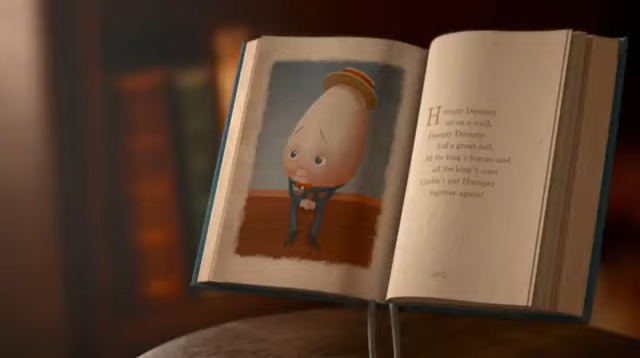 Humpty Dumpty
sat on a wall,
Humpty Dumpty
had a great fall.
All the king's horses and
all the king's men
Couldn't put Humpty
together again!